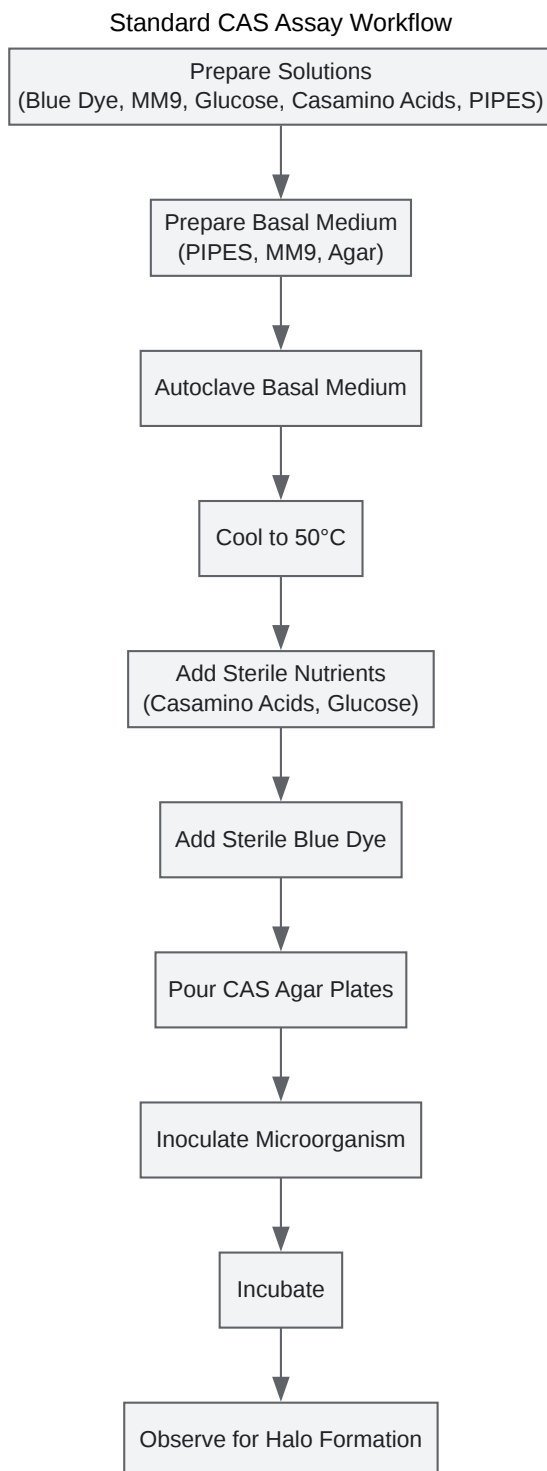 Standard CAS Assay Workflow
Prepare Solutions
(Blue Dye, MM9, Glucose, Casamino Acids, PIPES)
Prepare Basal Medium
(PIPES, MM9, Agar)
Autoclave Basal Medium
Cool to 50°C
Add Sterile Nutrients
(Casamino Acids, Glucose)
Add Sterile Blue Dye
Pour CAS Agar Plates
Inoculate Microorganism
Incubate
Observe for Halo Formation